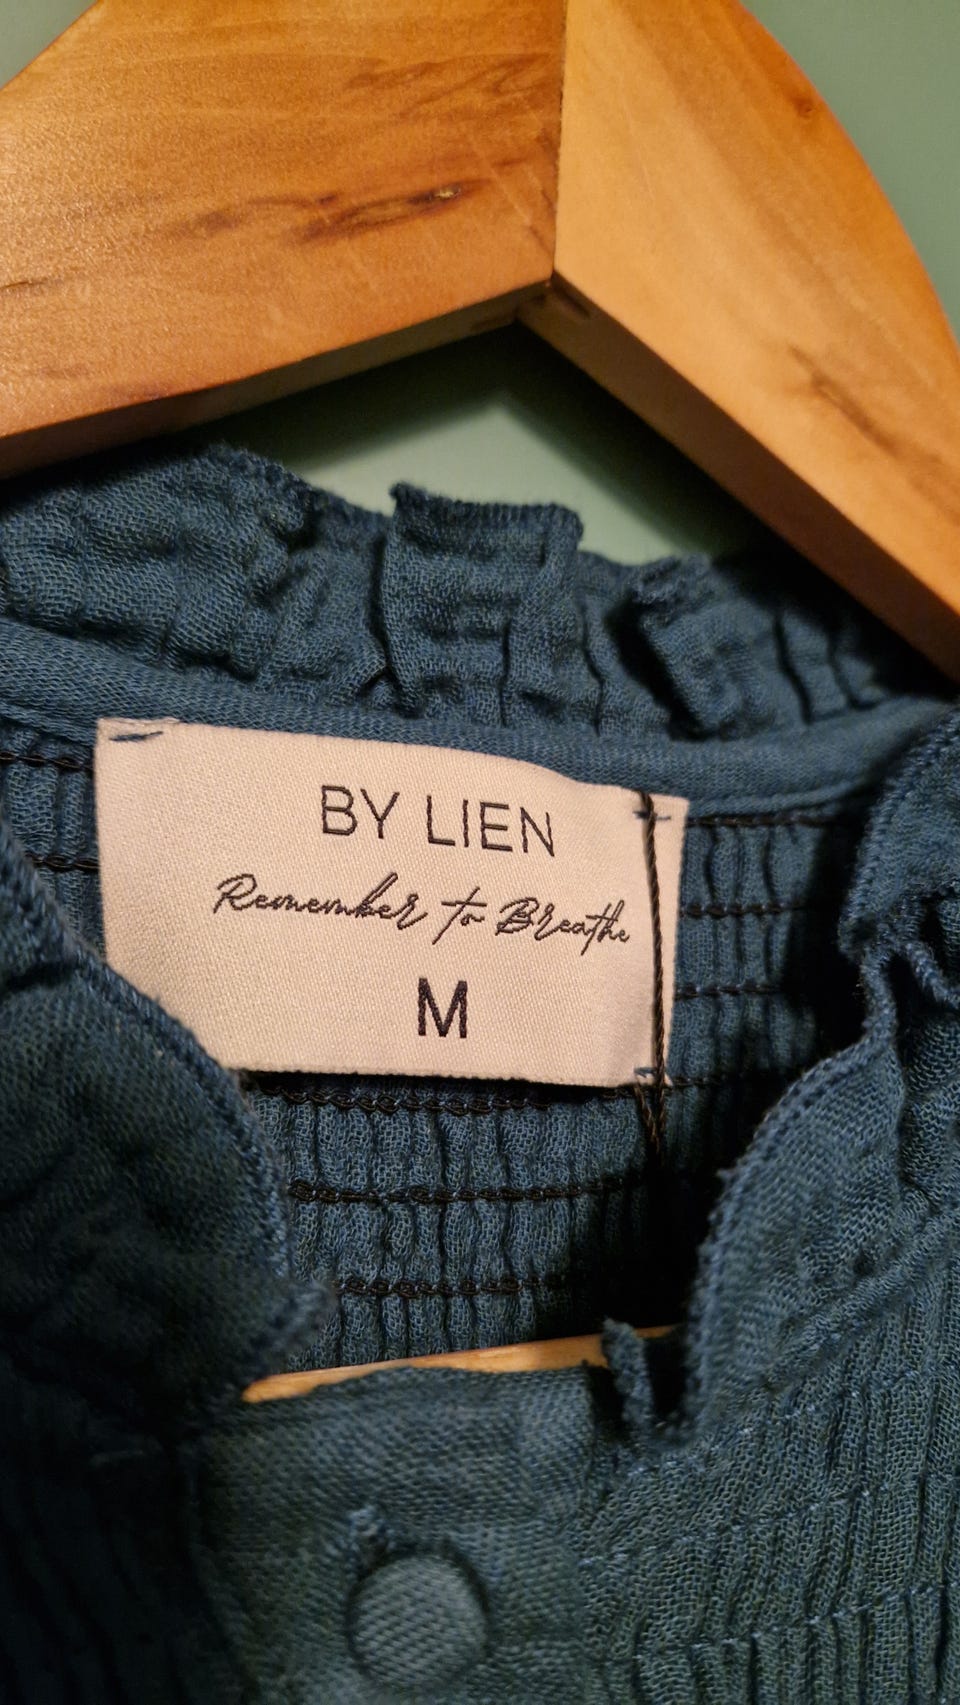 BY LIEN
Remember to Breathe
M